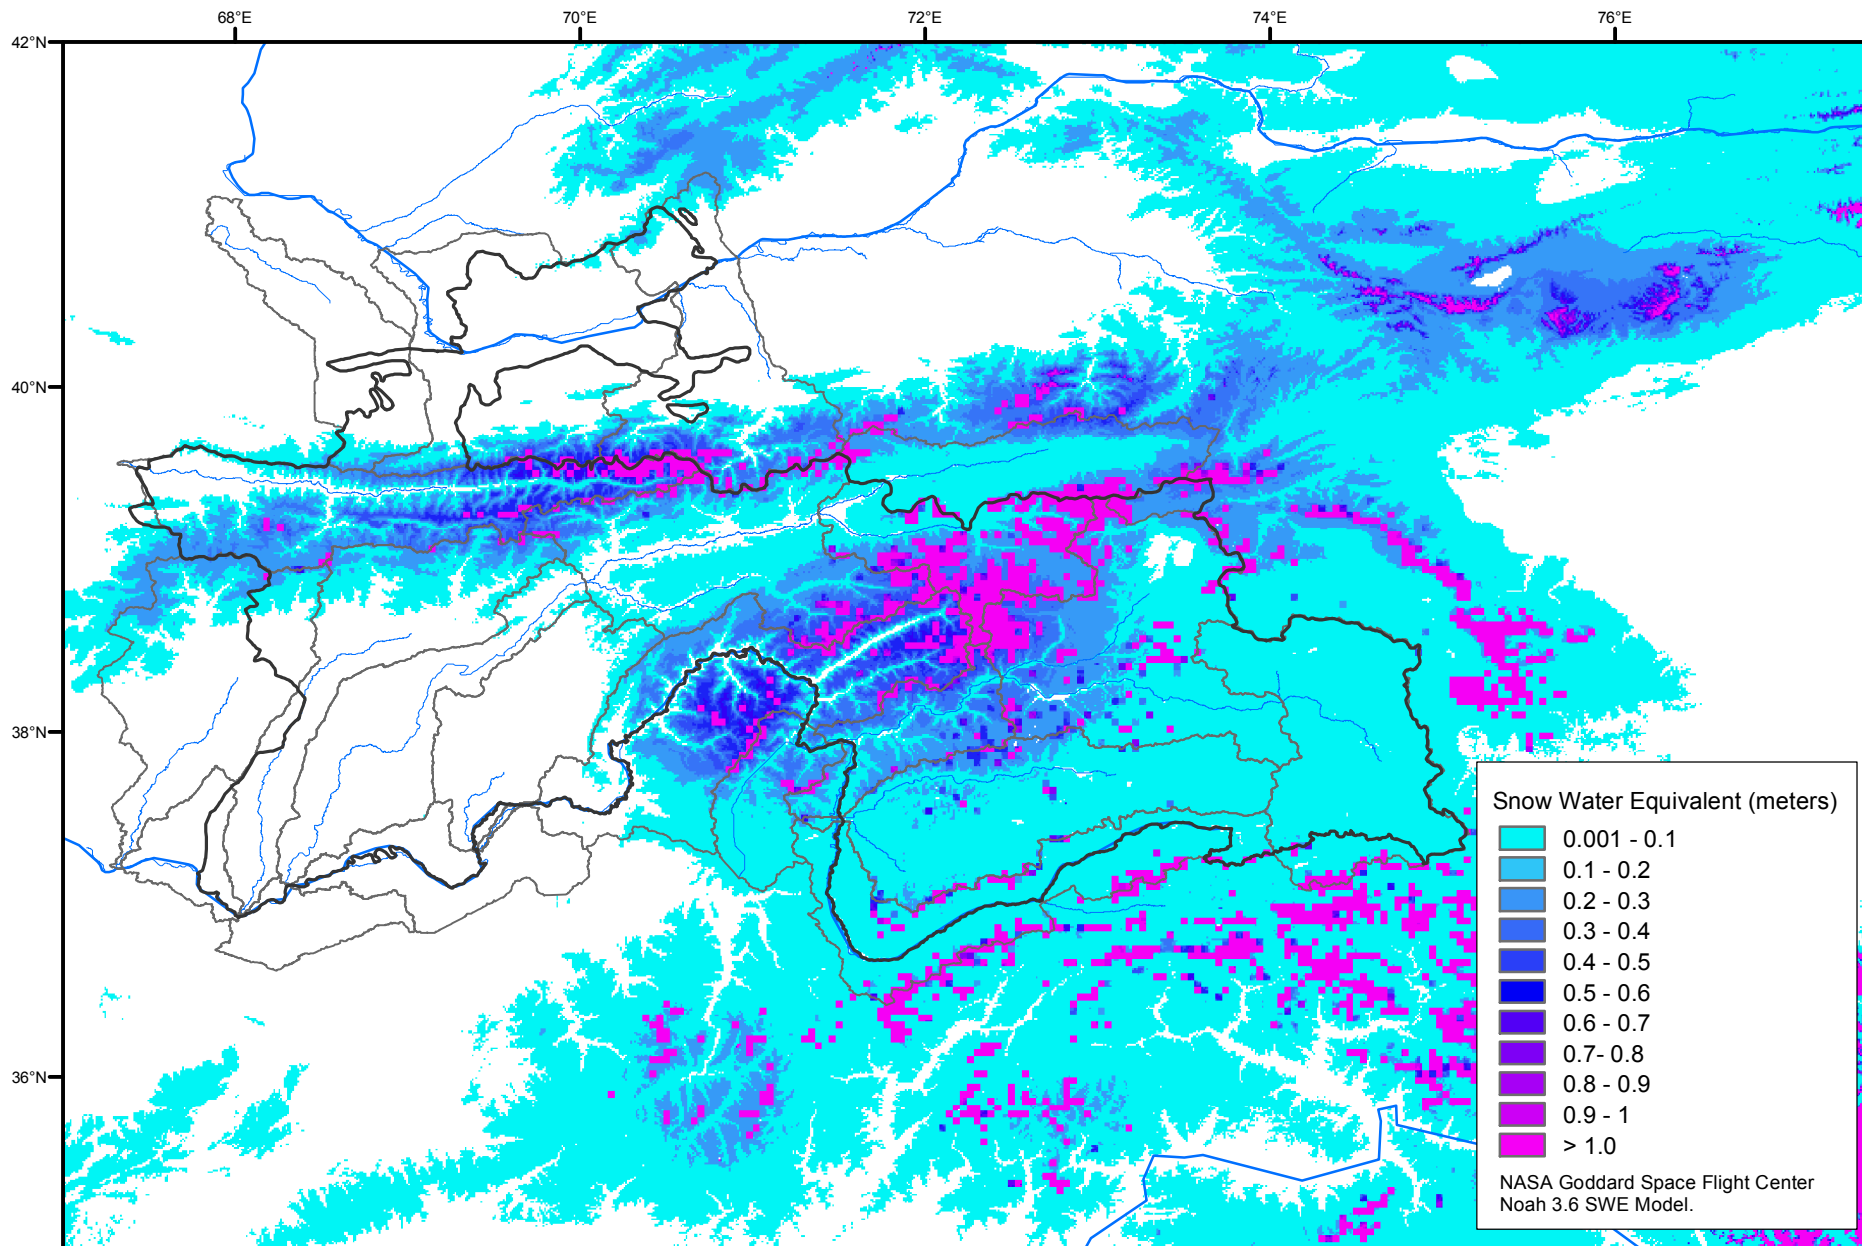 68°E
70°E
72°E
74°E
76°E
42°N
40°N
38°N
36°N
Snow Water Equivalent (meters)
0.001 - 0.1
0.1 - 0.2
0.2 - 0.3
0.3 - 0.4
0.4 - 0.5
0.5 - 0.6
0.6 - 0.7
0.7- 0.8
0.8 - 0.9
0.9 - 1
> 1.0
NASA Goddard Space Flight Center
Noah 3.6 SWE Model.